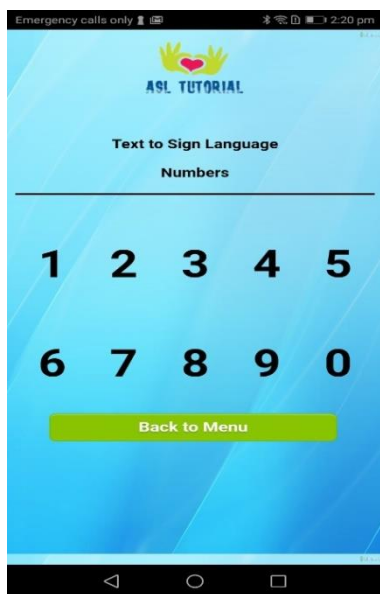 Emergency calls only 2:20 pm
ASL TUTORIAL
Text to Sign Language
Numbers
1 2 3 4 5
6 7 8 9 0
Back to Menu